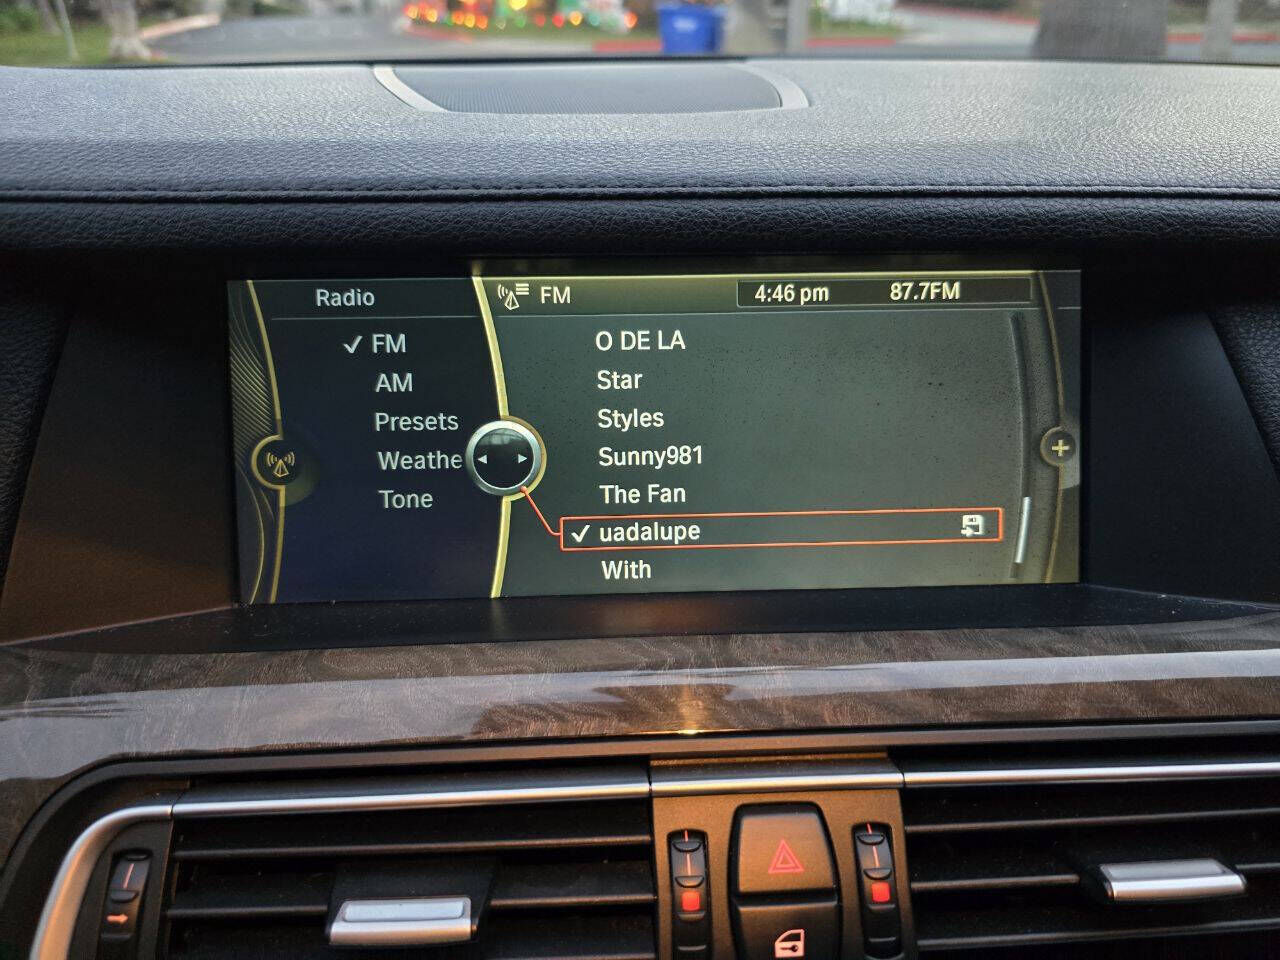 Radio
FM
4:46 pm
87.7FM
✓ FM
AM
Presets
Weathe
Tone
O DE LA
Star
Styles
Sunny981
The Fan
✓ uadalupe
With